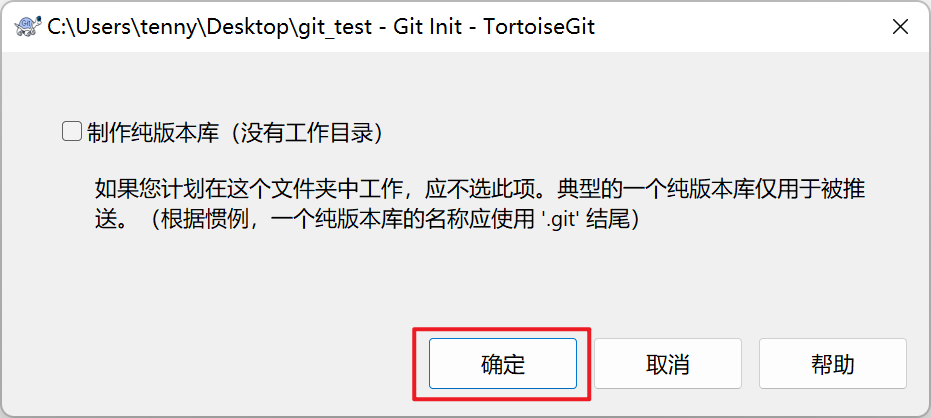 C:\Users\tenny\Desktop\git_test - Git Init - TortoiseGit
制作纯版本库（没有工作目录）
如果您计划在这个文件夹中工作，应不选此项。典型的一个纯版本库仅用于被推
送。（根据惯例，一个纯版本库的名称应使用 '.git' 结尾）
确定 取消 帮助